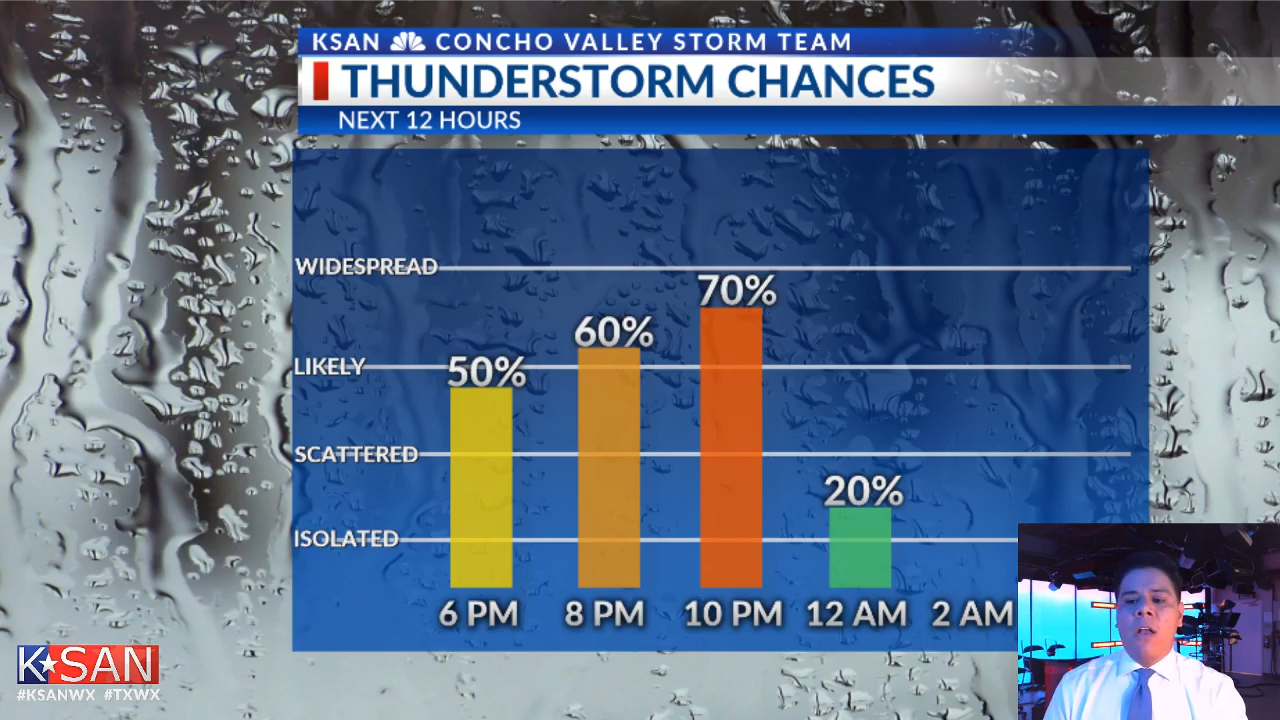 KSAN CONCHO VALLEY STORM TEAM
THUNDERSTORM CHANCES
NEXT 12 HOURS
WIDESPREAD
70%
60%
LIKELY
50%
SCATTERED
20%
ISOLATED
6 PM 8 PM 10 PM 12 AM 2 AM
KSAN
#KSANWX #TXWX